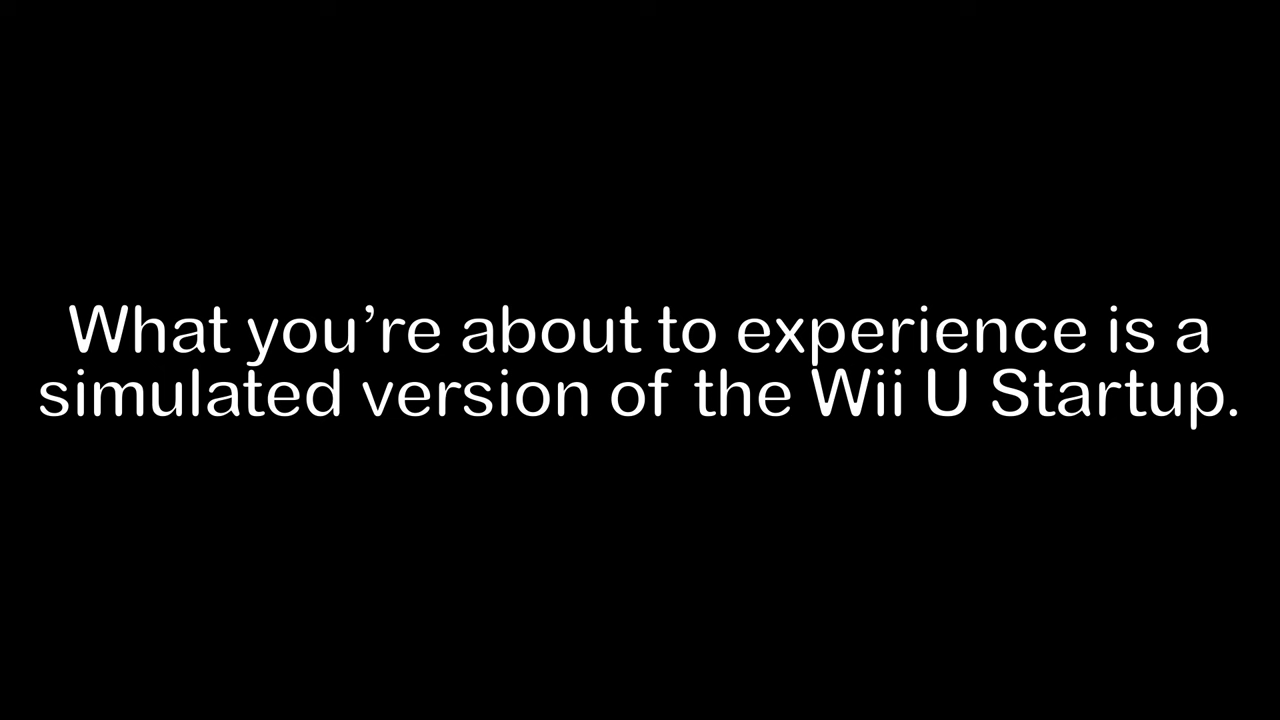 What you’re about to experience is a
simulated version of the Wii U Startup.